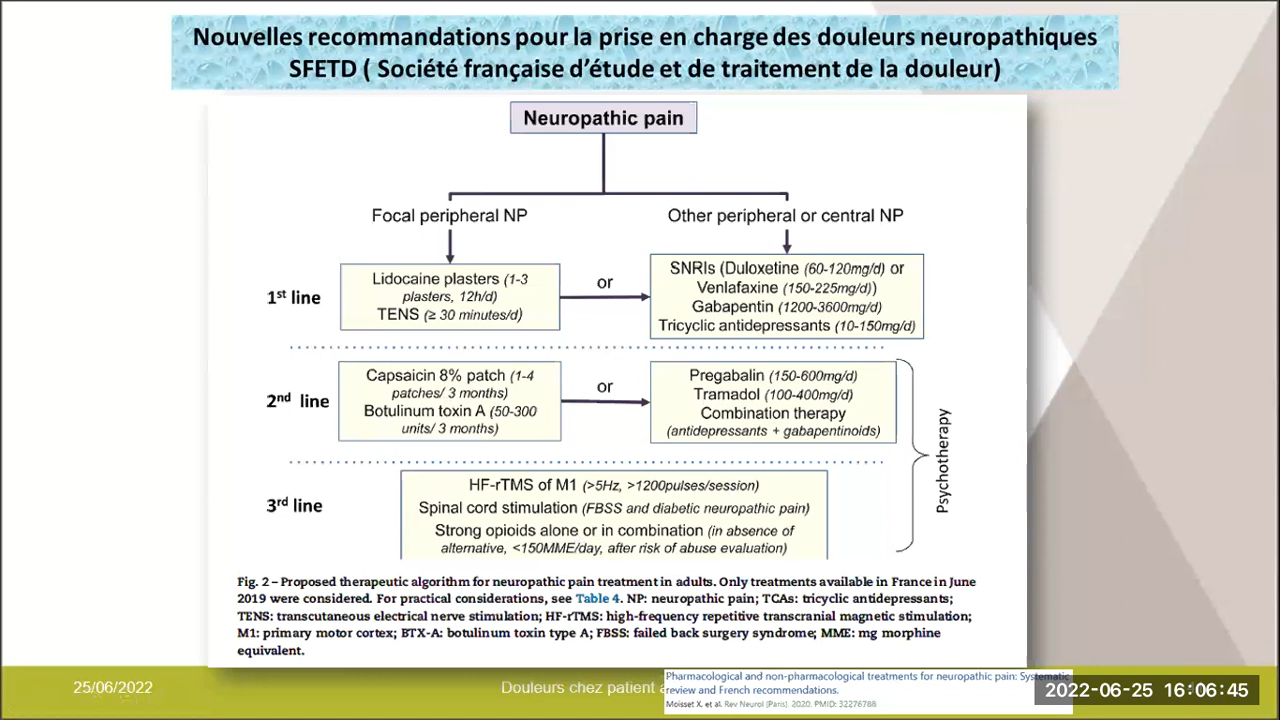 Nouvelles recommandations pour la prise en charge des douleurs neuropathiques
SFETD ( Société française d’étude et de traitement de la douleur)
Neuropathic pain
Focal peripheral NP
Other peripheral or central NP
1st line
Lidocaine plasters (1-3
plasters, 12h/d)
TENS (≥ 30 minutes/d)
or
SNRIs (Duloxetine (60-120mg/d) or
Venlafaxine (150-225mg/d))
Gabapentin (1200-3600mg/d)
Tricyclic antidepressants (10-150mg/d)
2nd line
Capsaicin 8% patch (1-4
patches/ 3 months)
Botulinum toxin A (50-300
units/ 3 months)
or
Pregabalin (150-600mg/d)
Tramadol (100-400mg/d)
Combination therapy
(antidepressants + gabapentinoids)
Psychotherapy
3rd line
HF-rTMS of M1 (>5Hz, >1200pulses/session)
Spinal cord stimulation (FBSS and diabetic neuropathic pain)
Strong opioids alone or in combination (in absence of
alternative, <150MME/day, after risk of abuse evaluation)
Fig. 2 – Proposed therapeutic algorithm for neuropathic pain treatment in adults. Only treatments available in France in June
2019 were considered. For practical considerations, see Table 4. NP: neuropathic pain; TCAs: tricyclic antidepressants;
TENS: transcutaneous electrical nerve stimulation; HF-rTMS: high-frequency repetitive transcranial magnetic stimulation;
M1: primary motor cortex; BTX-A: botulinum toxin type A; FBSS: failed back surgery syndrome; MME: mg morphine
equivalent.
25/06/2022
Douleurs chez patient
Pharmacological and non-pharmacological treatments for neuropathic pain: Systematic
review and French recommendations.
Moisset X, et al. Rev Neurol (Paris). 2020. PMID: 32276788
2022-06-25 16:06:45